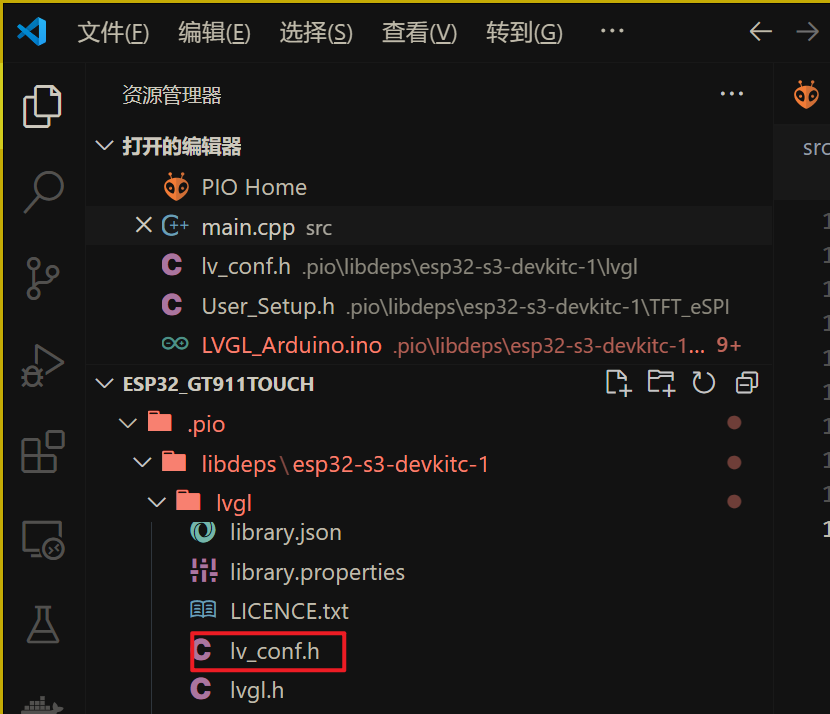 文件(F) 编辑(E) 选择(S) 查看(V) 转到(G) ···
资源管理器 ···
打开的编辑器
PIO Home
main.cpp src
src
lv_conf.h .pio\libdeps\esp32-s3-devkitc-1\lvgl
User_Setup.h .pio\libdeps\esp32-s3-devkitc-1\TFT_eSPI
LVGL_Arduino.ino .pio\libdeps\esp32-s3-devkitc-1... 9+
ESP32_GT911TOUCH
.pio
libdeps\esp32-s3-devkitc-1
lvgl
library.json
library.properties
LICENCE.txt
lv_conf.h
lvgl.h